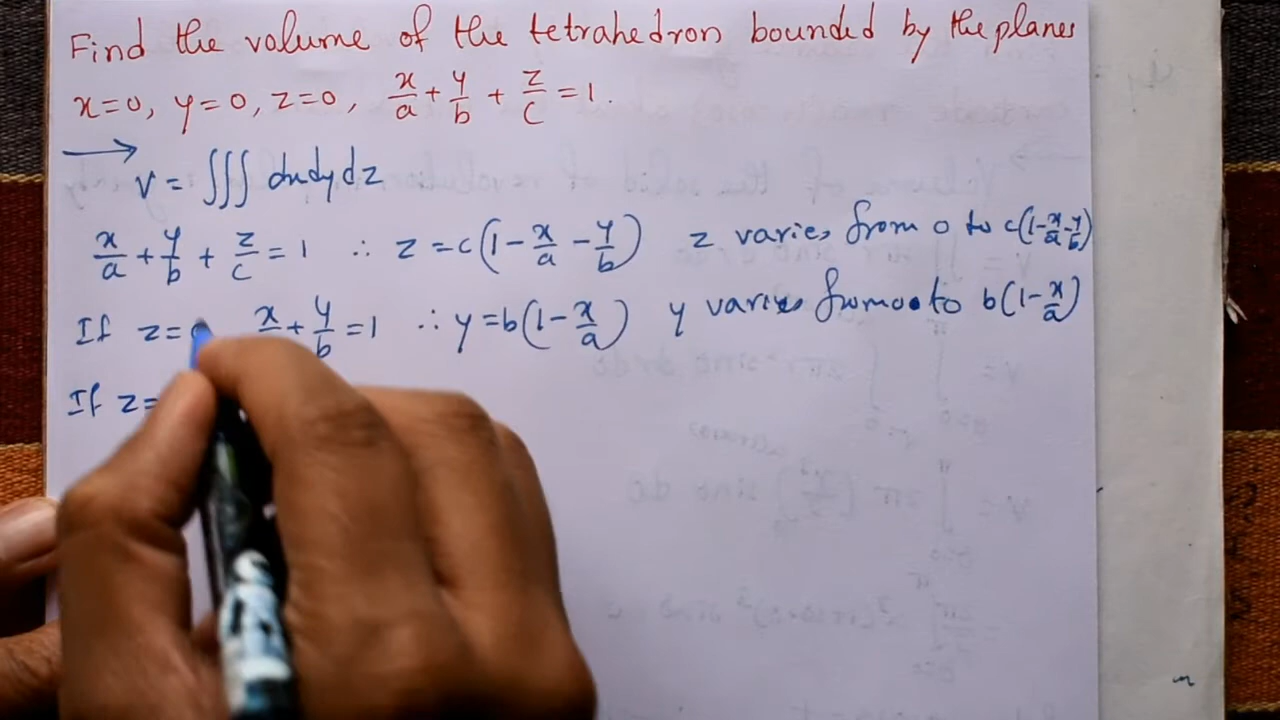 Find the volume of the tetrahedron bounded by the planes
x=0, y=0, z=0, x/a + y/b + z/c = 1.
→ V = ∫∫∫ dxdydz
x/a + y/b + z/c = 1 ∴ z = c(1 - x/a - y/b) z varies from 0 to c(1 - x/a - y/b)
If z= x/a + y/b = 1 ∴ y = b(1 - x/a) y varies from 0 to b(1 - x/a)
If z=